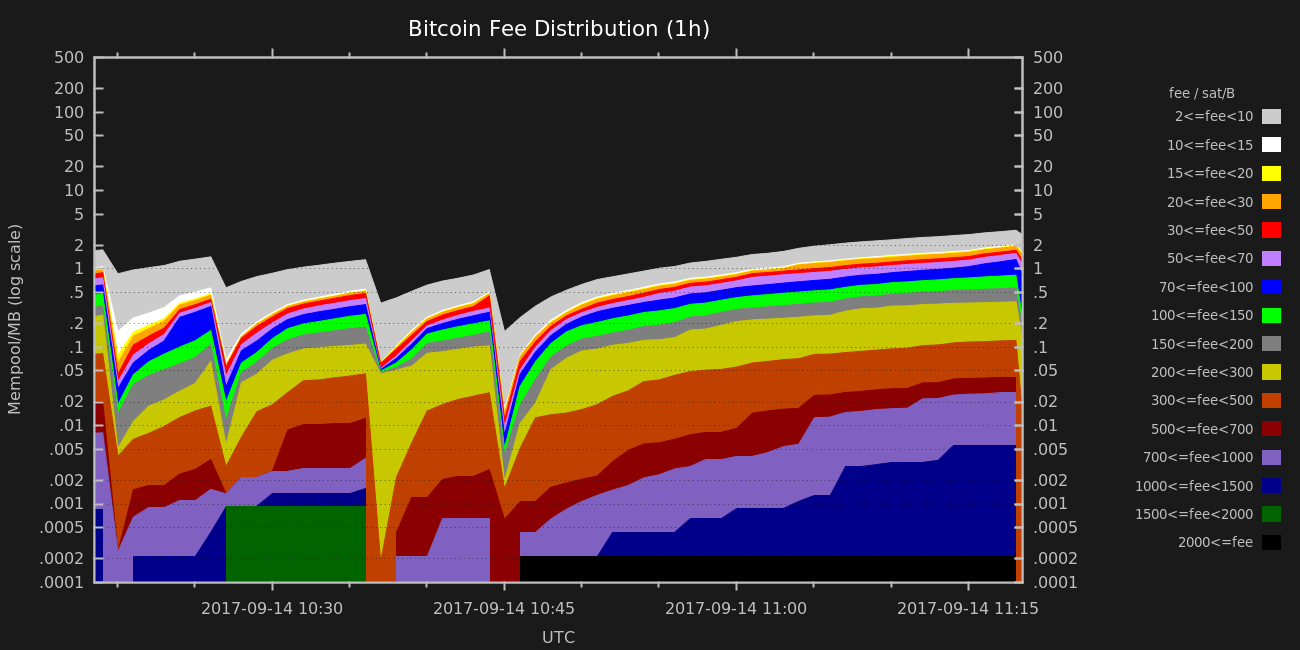 Bitcoin Fee Distribution (1h)
Mempool/MB (log scale)
500
200
100
50
20
10
5
2
1
.5
.2
.1
.05
.02
.01
.005
.002
.001
.0005
.0002
.0001
500
200
100
50
20
10
5
2
1
.5
.2
.1
.05
.02
.01
.005
.002
.001
.0005
.0002
.0001
fee / sat/B
2<=fee<10
10<=fee<15
15<=fee<20
20<=fee<30
30<=fee<50
50<=fee<70
70<=fee<100
100<=fee<150
150<=fee<200
200<=fee<300
300<=fee<500
500<=fee<700
700<=fee<1000
1000<=fee<1500
1500<=fee<2000
2000<=fee
2017-09-14 10:30
2017-09-14 10:45
2017-09-14 11:00
2017-09-14 11:15
UTC